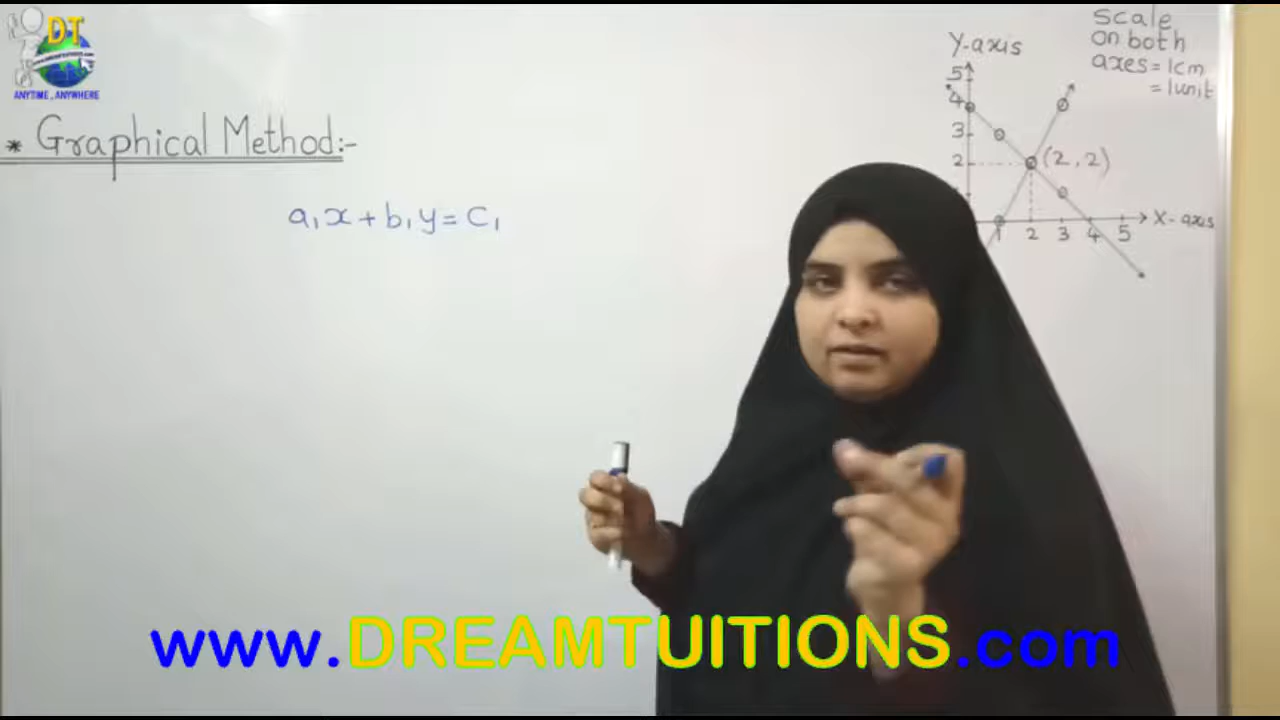 DT
ANYTIME, ANYWHERE
* Graphical Method:-
a₁x + b₁y = C₁
Scale
on both
axes = 1cm
= 1unit
Y-axis
5
4
3
2
(2,2)
1 2 3 4 5
X-axis
www.DREAMTUITIONS.com